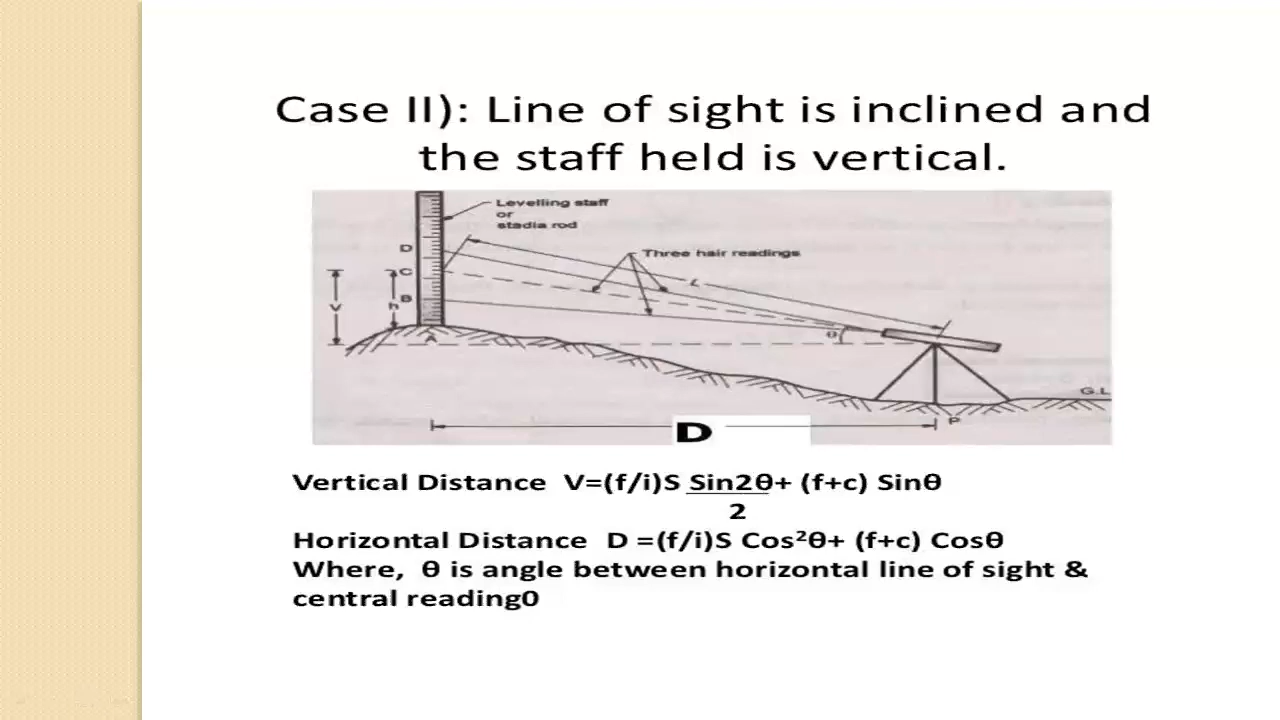 Case II): Line of sight is inclined and
the staff held is vertical.
Levelling staff
or
stadia rod
D
Three hair readings
C
L
B
V
h
θ
A
G.L
P
D
Vertical Distance V=(f/i)S Sin2θ+ (f+c) Sinθ
2
Horizontal Distance D =(f/i)S Cos²θ+ (f+c) Cosθ
Where, θ is angle between horizontal line of sight &
central reading0